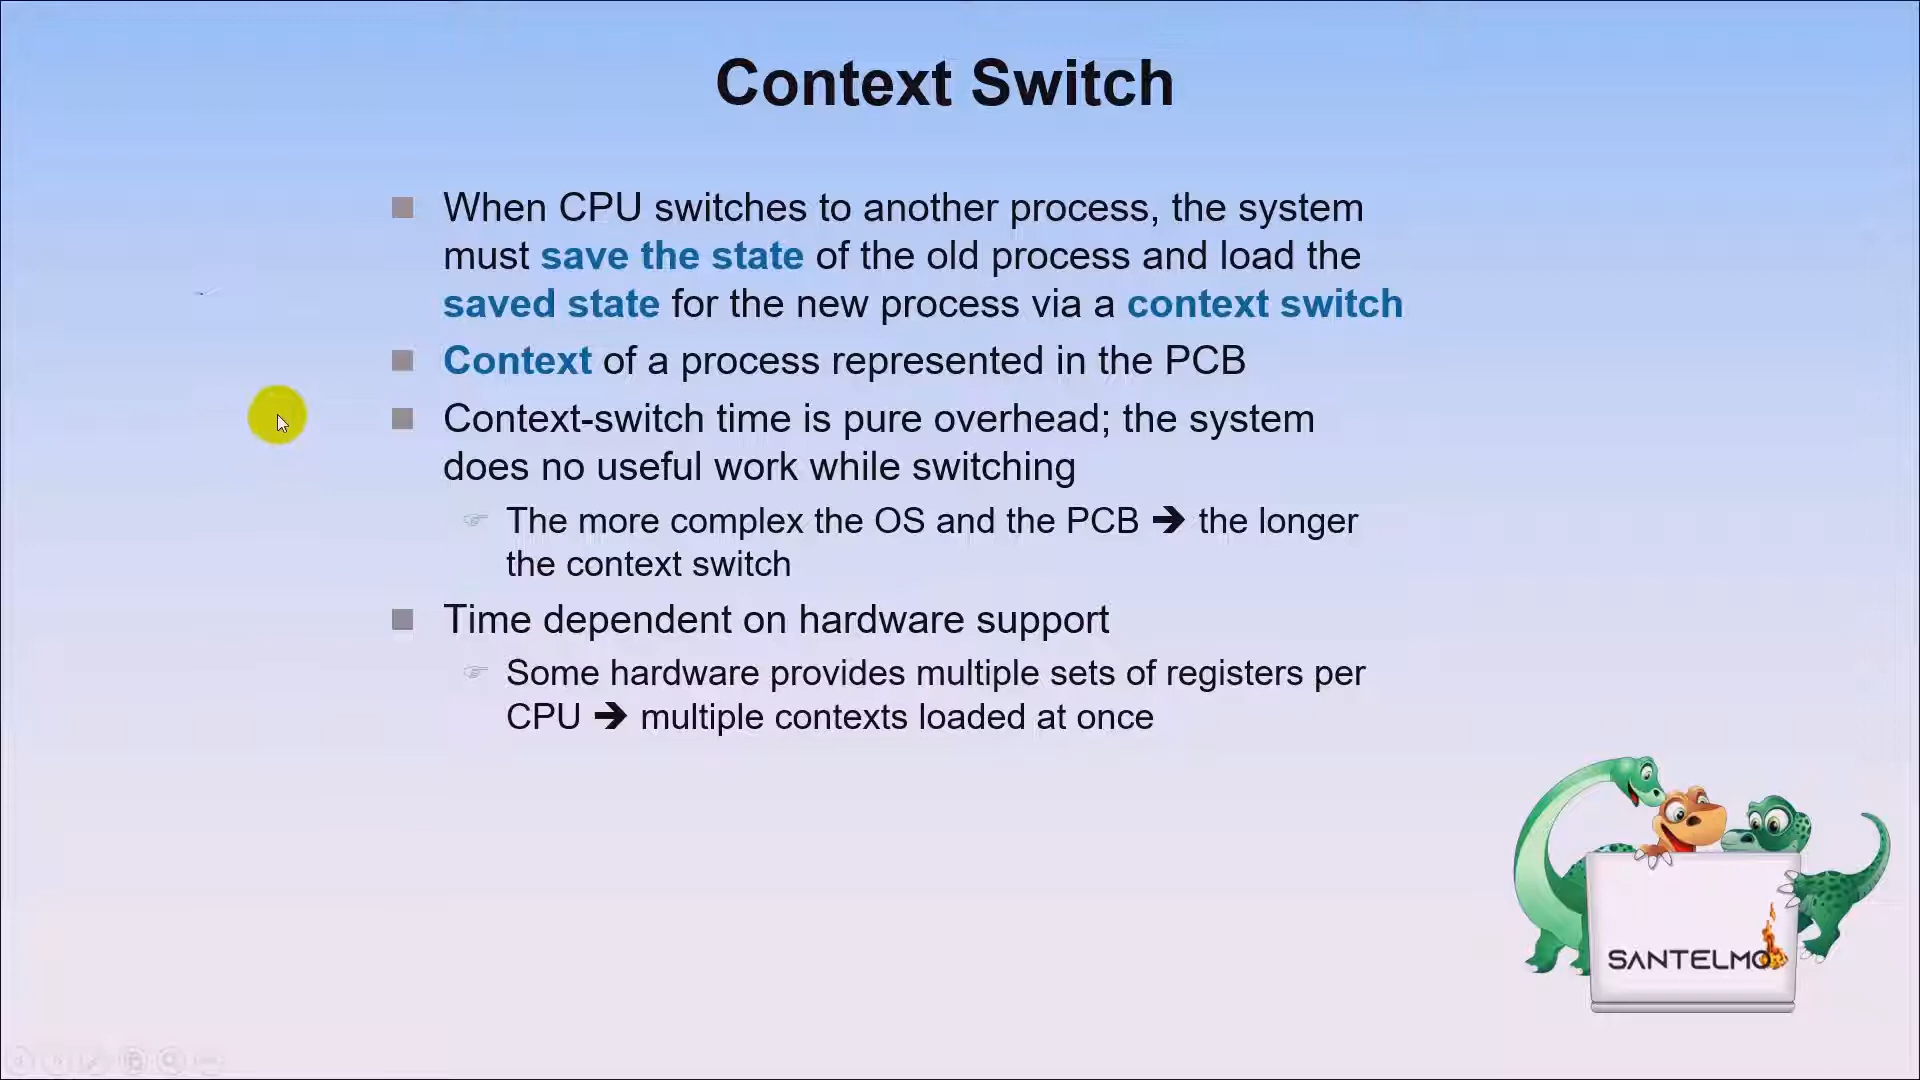 Context Switch
When CPU switches to another process, the system
must save the state of the old process and load the
saved state for the new process via a context switch
Context of a process represented in the PCB
Context-switch time is pure overhead; the system
does no useful work while switching
The more complex the OS and the PCB ➔ the longer
the context switch
Time dependent on hardware support
Some hardware provides multiple sets of registers per
CPU ➔ multiple contexts loaded at once
SANTELMO